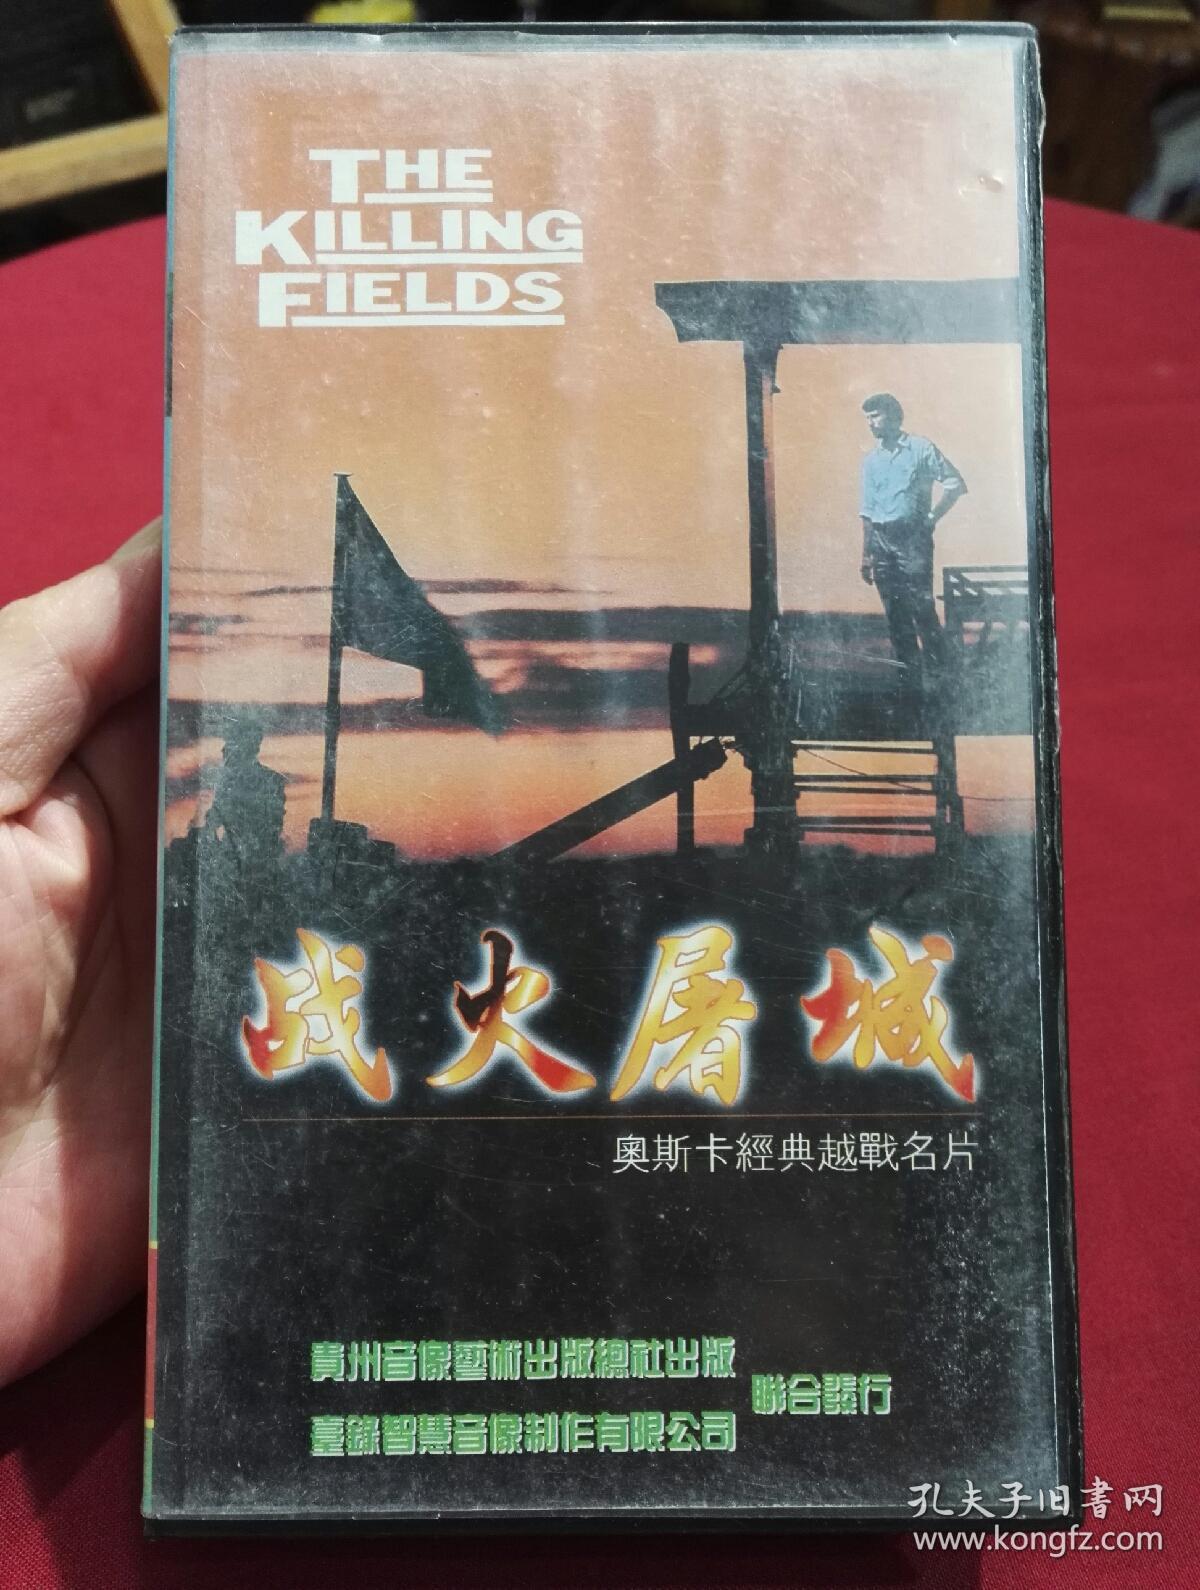 THE
KILLING
FIELDS
战火屠城
奧斯卡經典越戰名片
貴州音像藝術出版總社出版
臺錄智慧音像制作有限公司
聯合發行
孔夫子旧書网
www.kongfz.com